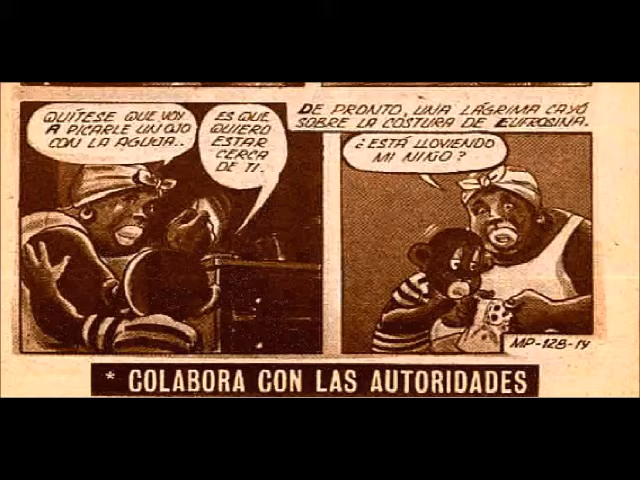 QUÍTESE QUE VOY
A PICARLE UN OJO
CON LA AGUJA..
ES QUE
QUIERO
ESTAR
CERCA
DE TI.
DE PRONTO, UNA LÁGRIMA CAYÓ
SOBRE LA COSTURA DE EUFROSINA.
¿ESTÁ LLOVIENDO
MI NIÑO?
MP-128-14
* COLABORA CON LAS AUTORIDADES